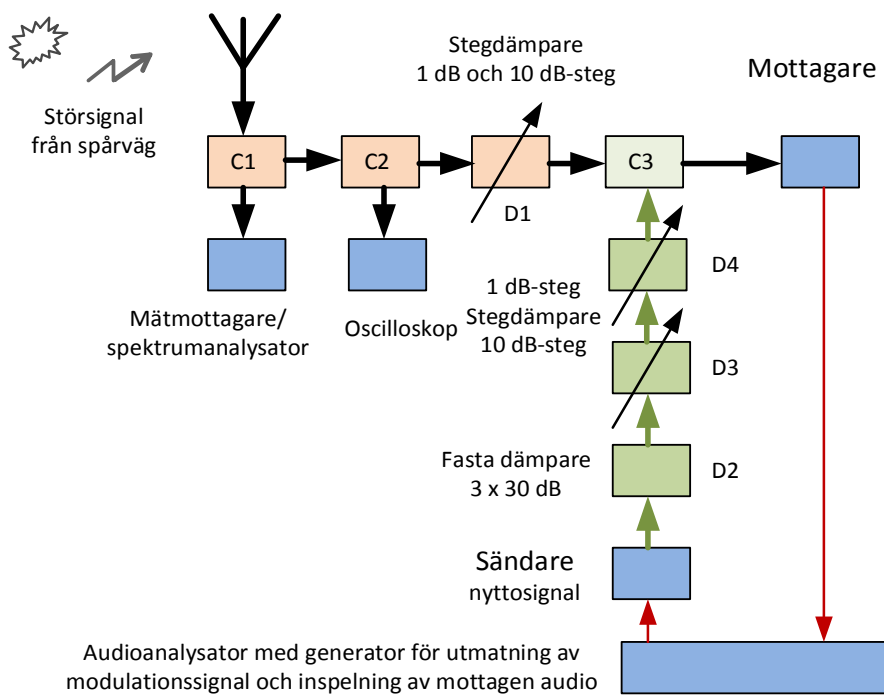 Stegdämpare
1 dB och 10 dB-steg
Mottagare
Störsignal
från spårväg
C1
C2
D1
C3
Mätmottagare/
spektrumanalysator
Oscilloskop
1 dB-steg
Stegdämpare
10 dB-steg
D4
D3
Fasta dämpare
3 x 30 dB
D2
Sändare
nyttosignal
Audioanalysator med generator för utmatning av
modulationssignal och inspelning av mottagen audio